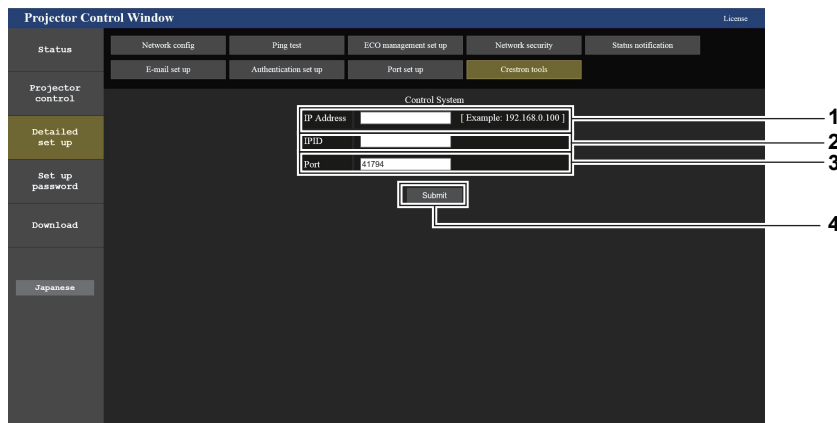 Projector Control Window
License
Status
Projector
control
Detailed
set up
Set up
password
Download
Japanese
Network config
Ping test
ECO management set up
Network security
Status notification
E-mail set up
Authentication set up
Port set up
Crestron tools
Control System
IP Address [ Example: 192.168.0.100 ]
IPID
Port 41794
Submit
1
2
3
4